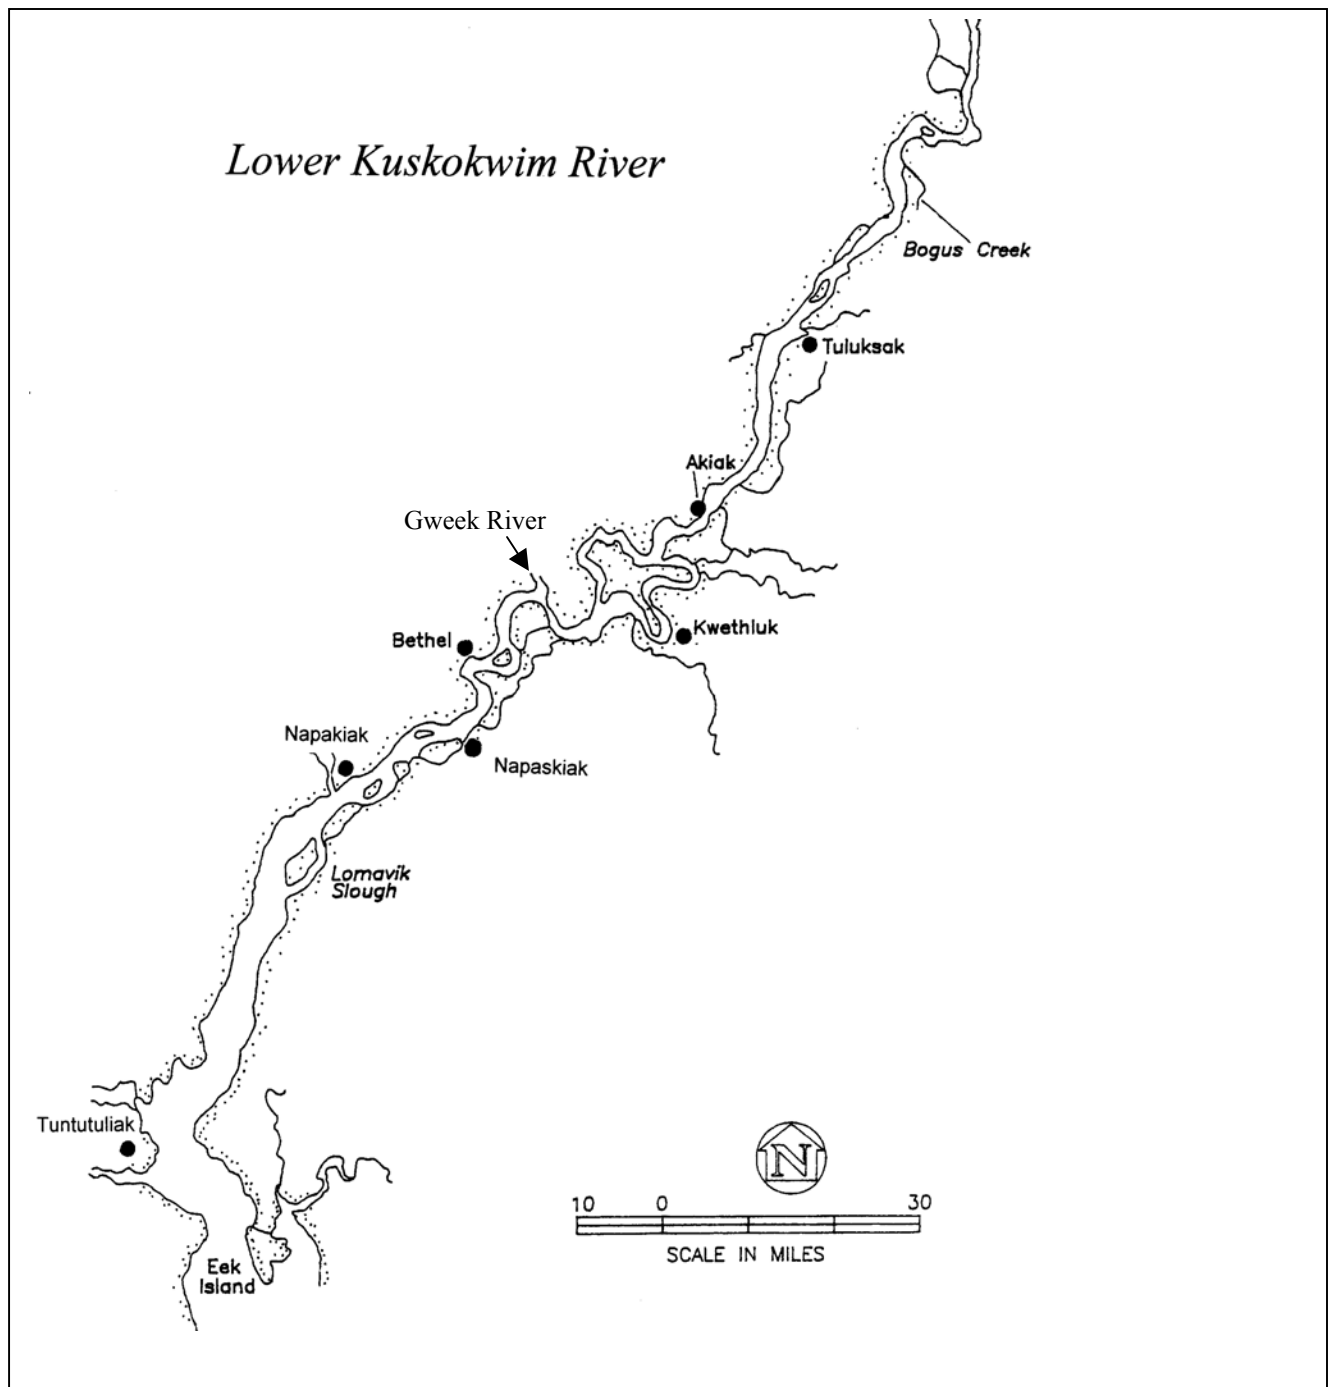 Lower Kuskokwim River
Bogus Creek
Tuluksak
Akiak
Gweek River
Kwethluk
Bethel
Napakiak
Napaskiak
Lomavik
Slough
Tuntutuliak
N
10 0 30
SCALE IN MILES
Eek
Island